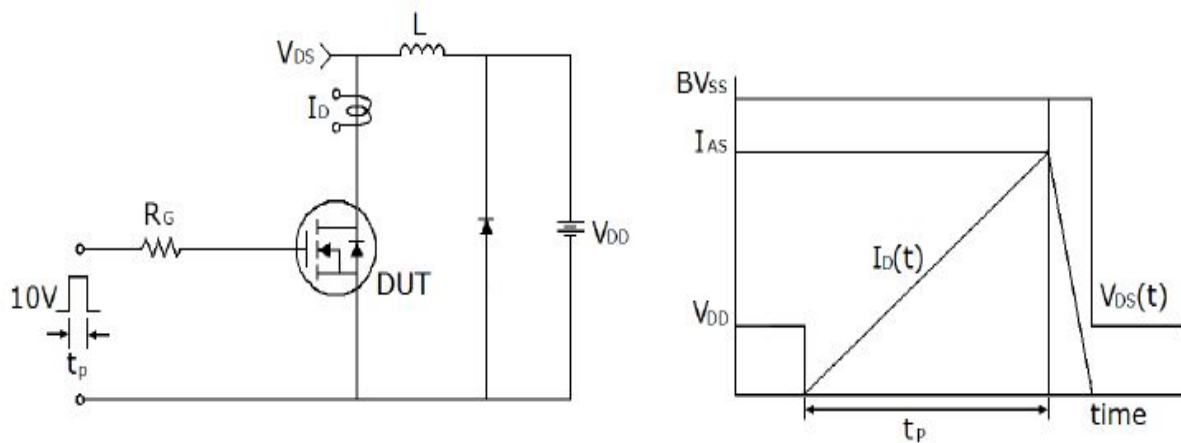 L
VDS
ID
RG
VDD
DUT
10V
tp
BVSS
IAS
ID(t)
VDD
VDS(t)
tP
time